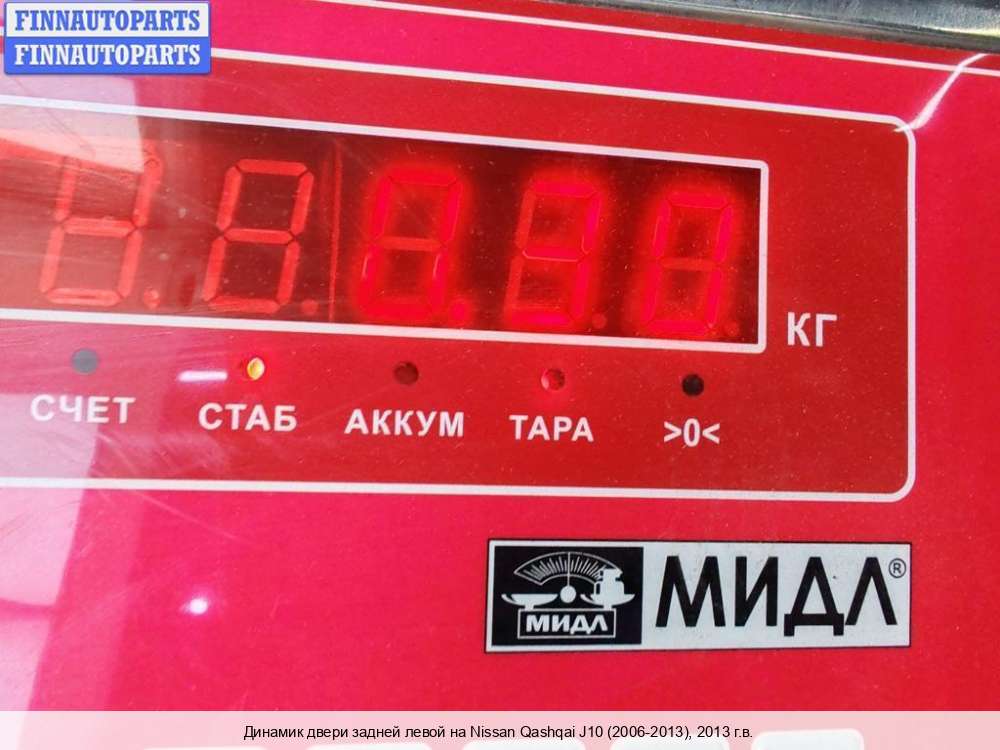 FINNAUTOPARTS
FINNAUTOPARTS
0.90
КГ
СЧЕТ СТАБ АККУМ ТАРА >0<
МИДЛ МИДЛ®
Динамик двери задней левой на Nissan Qashqai J10 (2006-2013), 2013 г.в.